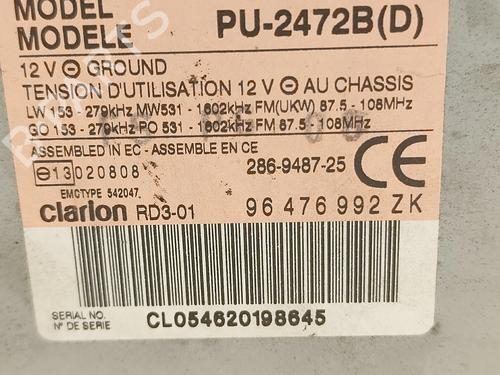 MODEL
MODELE PU-2472B(D)
12 V ⊖ GROUND
TENSION D'UTILISATION 12 V ⊖ AU CHASSIS
LW 153 - 279kHz MW531 - 1602kHz FM(UKW) 87.5 - 108MHz
GO 153 - 279kHz PO 531 - 1602kHz FM 87.5 - 108MHz
ASSEMBLED IN EC - ASSEMBLE EN CE
e13 020808 286-9487-25 CE
EMCTYPE 542047
Clarion RD3-01 96 476 992 ZK
SERIAL NO.
N° DE SERIE CL054620198645